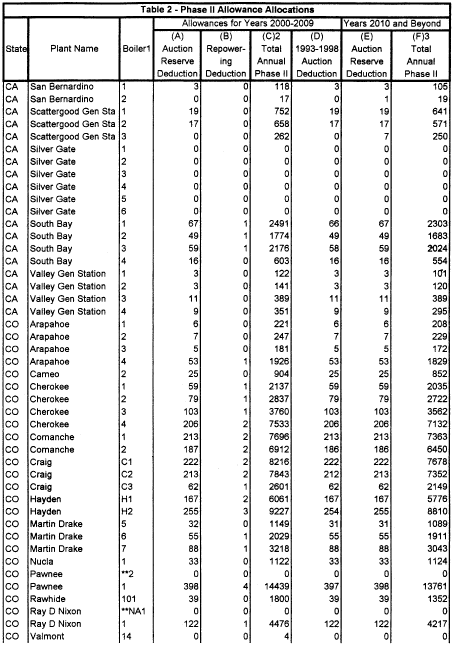 Table 2 - Phase II Allowance Allocations
Allowances for Years 2000-2009 Years 2010 and Beyond
(A) (B) (C)2 (D) (E) (F)3
Auction Repower- Total 1993-1998 Auction Total
State Plant Name Boiler1 Reserve ing Annual Auction Reserve Annual
Deduction Deduction Phase II Deduction Deduction Phase II
CA San Bernardino 1 3 0 118 3 3 105
CA San Bernardino 2 0 0 17 0 1 19
CA Scattergood Gen Sta 1 19 0 752 19 19 641
CA Scattergood Gen Sta 2 17 0 658 17 17 571
CA Scattergood Gen Sta 3 0 0 262 0 7 250
CA Silver Gate 1 0 0 0 0 0 0
CA Silver Gate 2 0 0 0 0 0 0
CA Silver Gate 3 0 0 0 0 0 0
CA Silver Gate 4 0 0 0 0 0 0
CA Silver Gate 5 0 0 0 0 0 0
CA Silver Gate 6 0 0 0 0 0 0
CA South Bay 1 67 1 2491 66 67 2303
CA South Bay 2 49 1 1774 49 49 1683
CA South Bay 3 59 1 2176 58 59 2024
CA South Bay 4 16 0 603 16 16 554
CA Valley Gen Station 1 3 0 122 3 3 101
CA Valley Gen Station 2 3 0 141 3 3 120
CA Valley Gen Station 3 11 0 389 11 11 389
CA Valley Gen Station 4 9 0 351 9 9 295
CO Arapahoe 1 6 0 221 6 6 208
CO Arapahoe 2 7 0 247 7 7 229
CO Arapahoe 3 5 0 181 5 5 172
CO Arapahoe 4 53 1 1926 53 53 1829
CO Cameo 2 25 0 904 25 25 852
CO Cherokee 1 59 1 2137 59 59 2035
CO Cherokee 2 79 1 2837 79 79 2722
CO Cherokee 3 103 1 3760 103 103 3562
CO Cherokee 4 206 2 7533 206 206 7132
CO Comanche 1 213 2 7696 213 213 7363
CO Comanche 2 187 2 6912 186 186 6450
CO Craig C1 222 2 8216 222 222 7678
CO Craig C2 213 2 7843 212 213 7352
CO Craig C3 62 1 2601 62 62 2149
CO Hayden H1 167 2 6061 167 167 5776
CO Hayden H2 255 3 9227 254 255 8810
CO Martin Drake 5 32 0 1149 31 31 1089
CO Martin Drake 6 55 1 2029 55 55 1911
CO Martin Drake 7 88 1 3218 88 88 3043
CO Nucla 1 33 0 1122 33 33 1124
CO Pawnee **2 0 0 0 0 0 0
CO Pawnee 1 398 4 14439 397 398 13761
CO Rawhide 101 39 0 1800 39 39 1352
CO Ray D Nixon **NA1 0 0 0 0 0 0
CO Ray D Nixon 1 122 1 4476 122 122 4217
CO Valmont 14 0 0 4 0 0 0